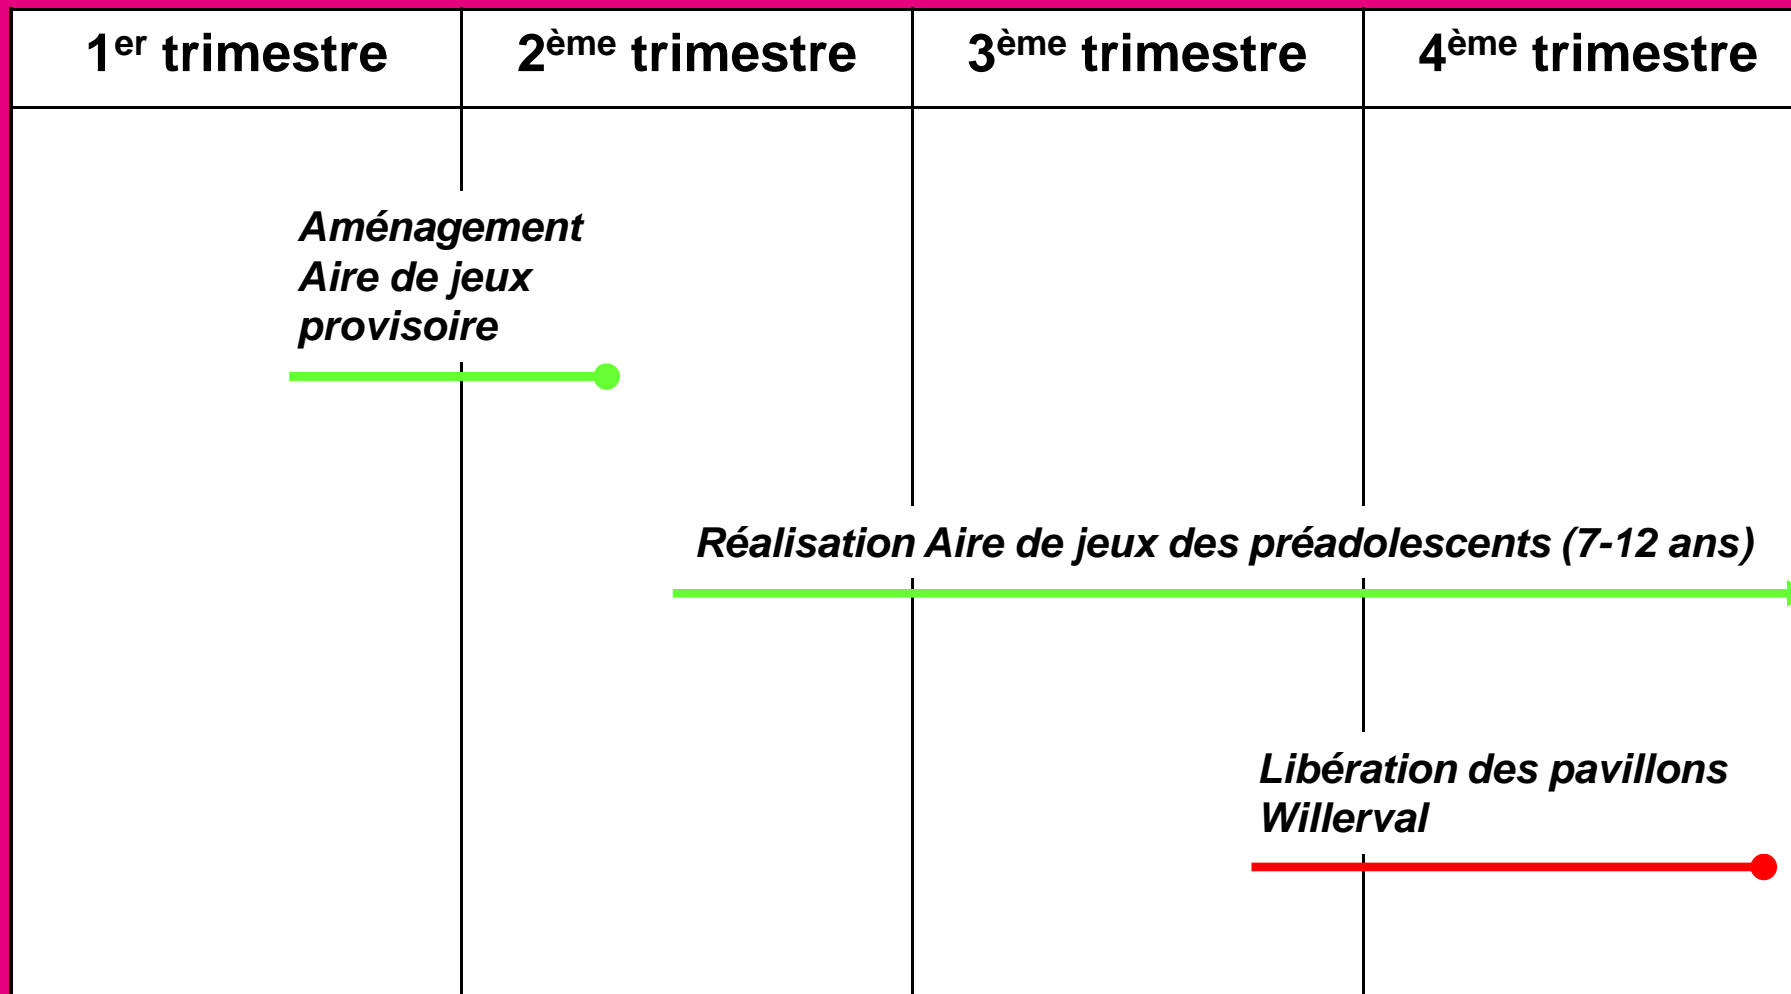 1er trimestre
2ème trimestre
3ème trimestre
4ème trimestre
Aménagement
Aire de jeux
provisoire
Réalisation Aire de jeux des préadolescents (7-12 ans)
Libération des pavillons
Willerval